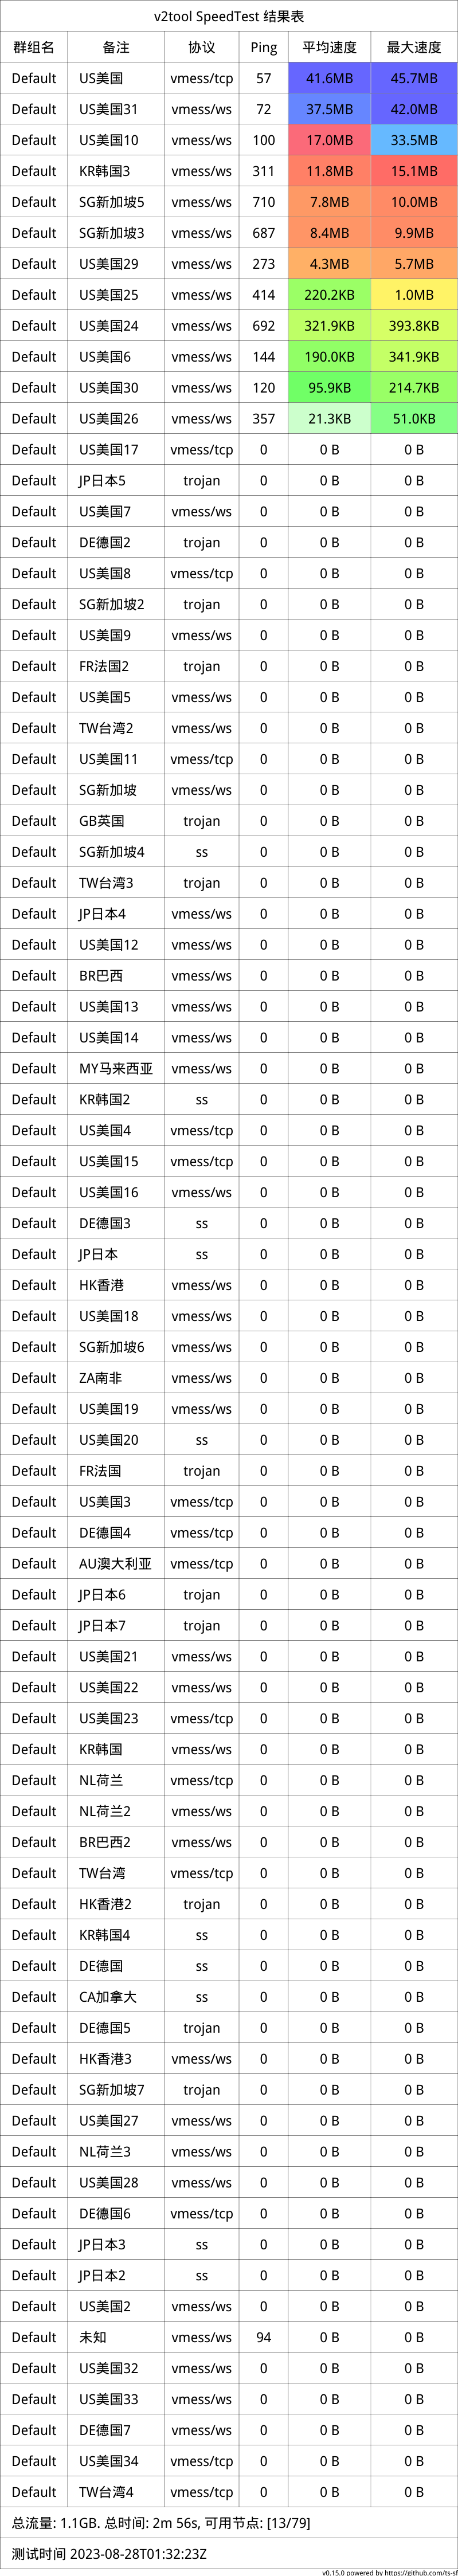 v2tool SpeedTest 结果表
群组名 备注 协议 Ping 平均速度 最大速度
Default US美国 vmess/tcp 57 41.6MB 45.7MB
Default US美国31 vmess/ws 72 37.5MB 42.0MB
Default US美国10 vmess/ws 100 17.0MB 33.5MB
Default KR韩国3 vmess/ws 311 11.8MB 15.1MB
Default SG新加坡5 vmess/ws 710 7.8MB 10.0MB
Default SG新加坡3 vmess/ws 687 8.4MB 9.9MB
Default US美国29 vmess/ws 273 4.3MB 5.7MB
Default US美国25 vmess/ws 414 220.2KB 1.0MB
Default US美国24 vmess/ws 692 321.9KB 393.8KB
Default US美国6 vmess/ws 144 190.0KB 341.9KB
Default US美国30 vmess/ws 120 95.9KB 214.7KB
Default US美国26 vmess/ws 357 21.3KB 51.0KB
Default US美国17 vmess/tcp 0 0 B 0 B
Default JP日本5 trojan 0 0 B 0 B
Default US美国7 vmess/ws 0 0 B 0 B
Default DE德国2 trojan 0 0 B 0 B
Default US美国8 vmess/tcp 0 0 B 0 B
Default SG新加坡2 trojan 0 0 B 0 B
Default US美国9 vmess/ws 0 0 B 0 B
Default FR法国2 trojan 0 0 B 0 B
Default US美国5 vmess/ws 0 0 B 0 B
Default TW台湾2 vmess/ws 0 0 B 0 B
Default US美国11 vmess/tcp 0 0 B 0 B
Default SG新加坡 vmess/ws 0 0 B 0 B
Default GB英国 trojan 0 0 B 0 B
Default SG新加坡4 ss 0 0 B 0 B
Default TW台湾3 trojan 0 0 B 0 B
Default JP日本4 vmess/ws 0 0 B 0 B
Default US美国12 vmess/ws 0 0 B 0 B
Default BR巴西 vmess/ws 0 0 B 0 B
Default US美国13 vmess/ws 0 0 B 0 B
Default US美国14 vmess/ws 0 0 B 0 B
Default MY马来西亚 vmess/ws 0 0 B 0 B
Default KR韩国2 ss 0 0 B 0 B
Default US美国4 vmess/tcp 0 0 B 0 B
Default US美国15 vmess/tcp 0 0 B 0 B
Default US美国16 vmess/ws 0 0 B 0 B
Default DE德国3 ss 0 0 B 0 B
Default JP日本 ss 0 0 B 0 B
Default HK香港 vmess/ws 0 0 B 0 B
Default US美国18 vmess/ws 0 0 B 0 B
Default SG新加坡6 vmess/ws 0 0 B 0 B
Default ZA南非 vmess/ws 0 0 B 0 B
Default US美国19 vmess/ws 0 0 B 0 B
Default US美国20 ss 0 0 B 0 B
Default FR法国 trojan 0 0 B 0 B
Default US美国3 vmess/tcp 0 0 B 0 B
Default DE德国4 vmess/tcp 0 0 B 0 B
Default AU澳大利亚 vmess/tcp 0 0 B 0 B
Default JP日本6 trojan 0 0 B 0 B
Default JP日本7 trojan 0 0 B 0 B
Default US美国21 vmess/ws 0 0 B 0 B
Default US美国22 vmess/ws 0 0 B 0 B
Default US美国23 vmess/tcp 0 0 B 0 B
Default KR韩国 vmess/ws 0 0 B 0 B
Default NL荷兰 vmess/tcp 0 0 B 0 B
Default NL荷兰2 vmess/ws 0 0 B 0 B
Default BR巴西2 vmess/ws 0 0 B 0 B
Default TW台湾 vmess/tcp 0 0 B 0 B
Default HK香港2 trojan 0 0 B 0 B
Default KR韩国4 ss 0 0 B 0 B
Default DE德国 ss 0 0 B 0 B
Default CA加拿大 ss 0 0 B 0 B
Default DE德国5 trojan 0 0 B 0 B
Default HK香港3 vmess/ws 0 0 B 0 B
Default SG新加坡7 trojan 0 0 B 0 B
Default US美国27 vmess/ws 0 0 B 0 B
Default NL荷兰3 vmess/ws 0 0 B 0 B
Default US美国28 vmess/ws 0 0 B 0 B
Default DE德国6 vmess/tcp 0 0 B 0 B
Default JP日本3 ss 0 0 B 0 B
Default JP日本2 ss 0 0 B 0 B
Default US美国2 vmess/ws 0 0 B 0 B
Default 未知 vmess/ws 94 0 B 0 B
Default US美国32 vmess/ws 0 0 B 0 B
Default US美国33 vmess/ws 0 0 B 0 B
Default DE德国7 vmess/ws 0 0 B 0 B
Default US美国34 vmess/tcp 0 0 B 0 B
Default TW台湾4 vmess/tcp 0 0 B 0 B
总流量: 1.1GB. 总时间: 2m 56s, 可用节点: [13/79]
测试时间 2023-08-28T01:32:23Z
v0.15.0 powered by https://github.com/ts-sf